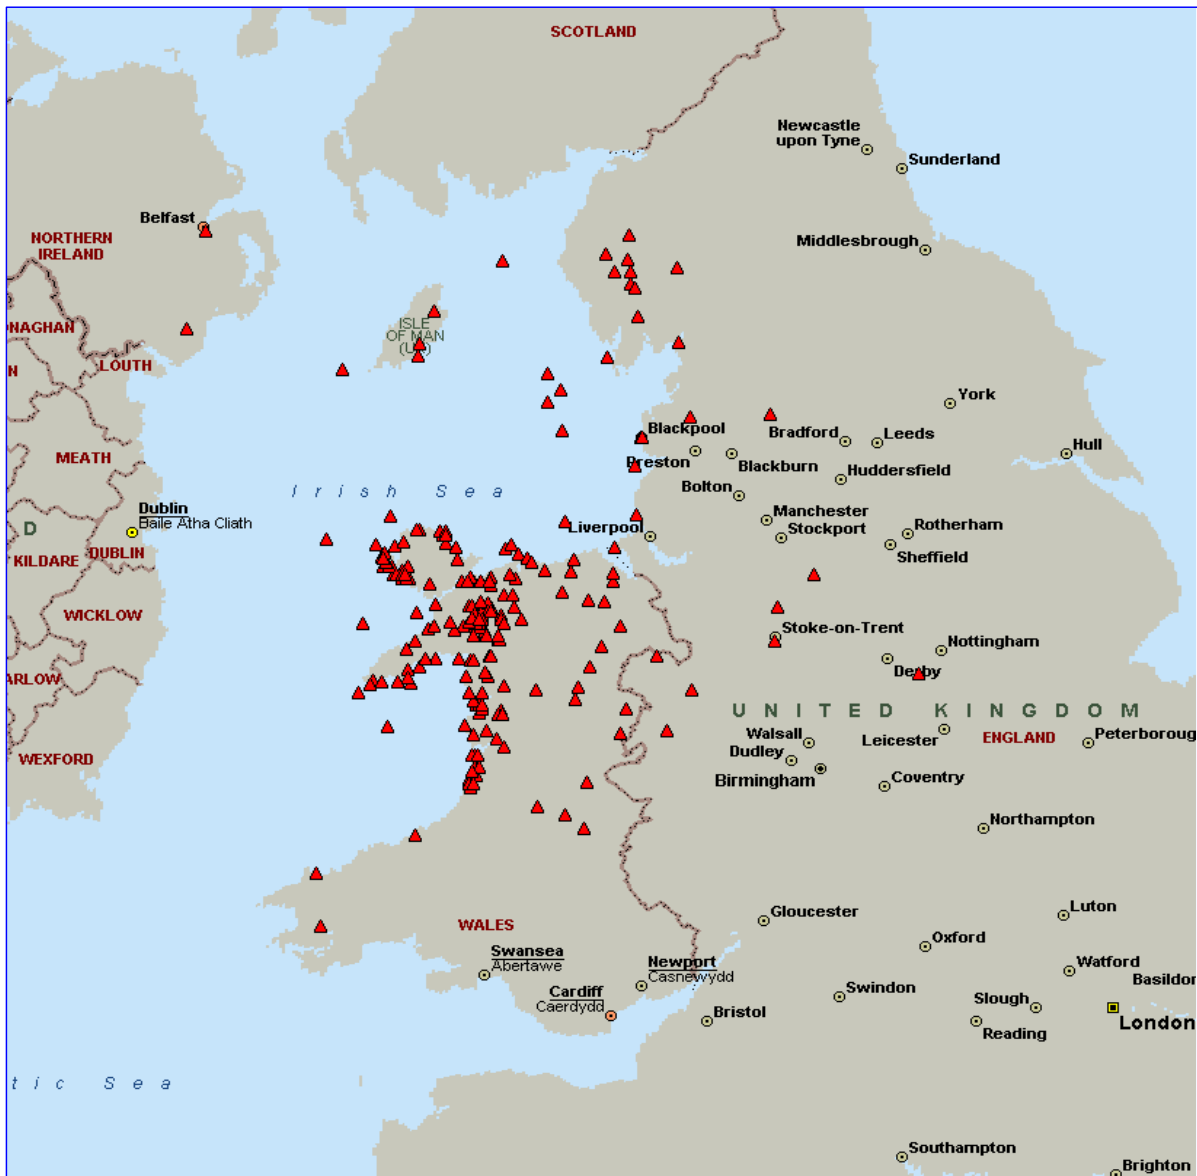 SCOTLAND
Newcastle
upon Tyne
Sunderland
Belfast
NORTHERN
IRELAND
Middlesbrough
ISLE
OF MAN
ONAGHAN
LOUTH
N
York
Blackpool
Bradford
Leeds
MEATH
Preston
Blackburn
Hull
Huddersfield
Irish Sea
Bolton
Dublin
Baile Atha Cliath
Manchester
Liverpool
Stockport
Rotherham
D
DUBLIN
KILDARE
Sheffield
WICKLOW
Stoke-on-Trent
Nottingham
Derby
ARLOW
UNITED KINGDOM
Walsall
Leicester
ENGLAND
Peterboroug
WEXFORD
Dudley
Birmingham
Coventry
Northampton
Gloucester
Luton
WALES
Oxford
Swansea
Abertawe
Newport
Casnewydd
Watford
Basildon
Cardiff
Caerdydd
Swindon
Slough
Bristol
Reading
London
tic Sea
Southampton
Brighton